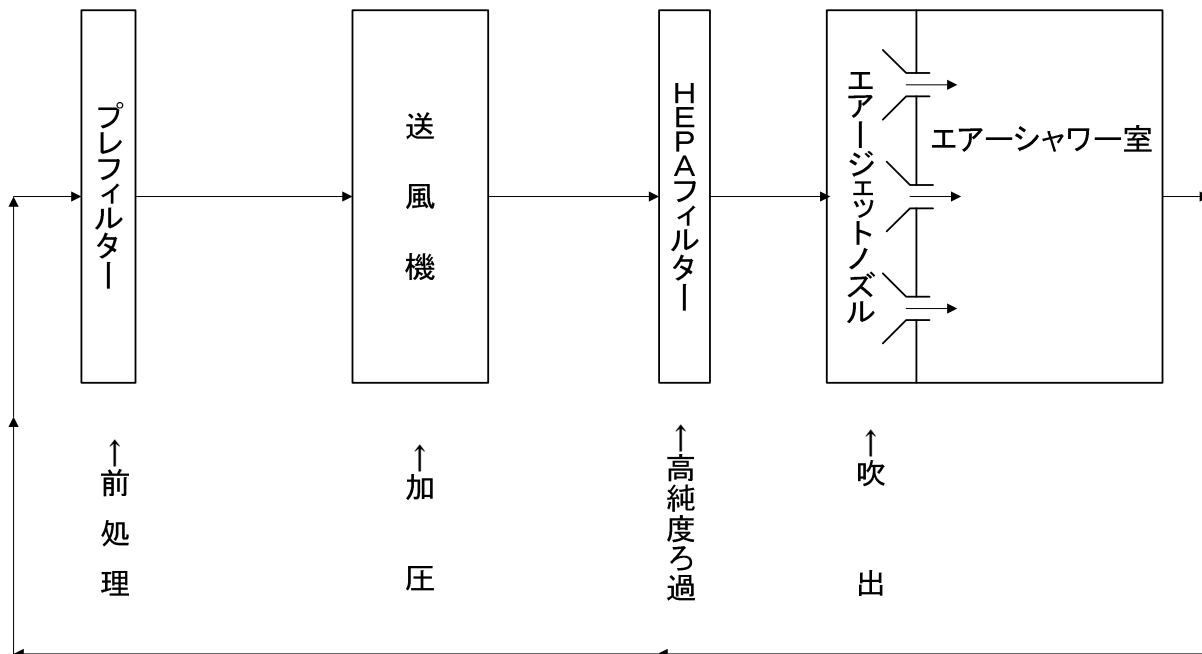 プレフィルター
送風機
HEPAフィルター
エアージェットノズル
エアーシャワー室
←前処理
←加圧
←高純度ろ過
←吹出